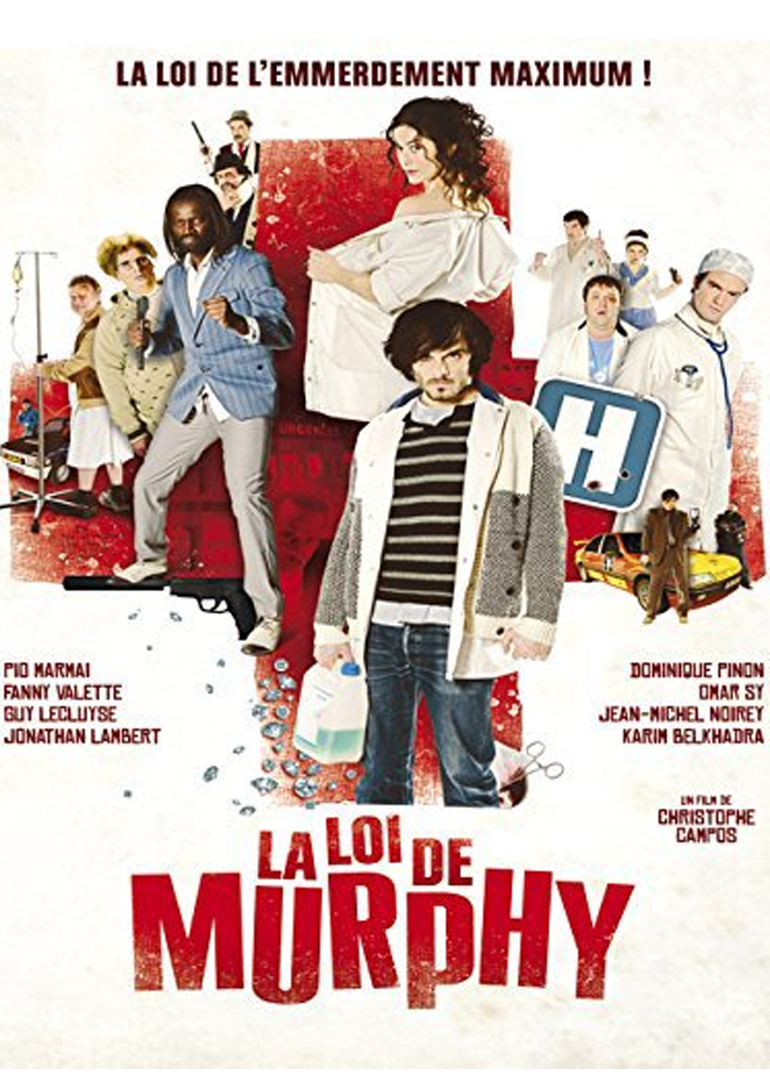 LA LOI DE L'EMMERDEMENT MAXIMUM !
URGENCES
H
PIO MARMAI
FANNY VALETTE
GUY LECLUYSE
JONATHAN LAMBERT
DOMINIQUE PINON
OMAR SY
JEAN-MICHEL NOIREY
KARIM BELKHADRA
UN FILM DE
CHRISTOPHE
CAMPOS
LA LOI DE
MURPHY